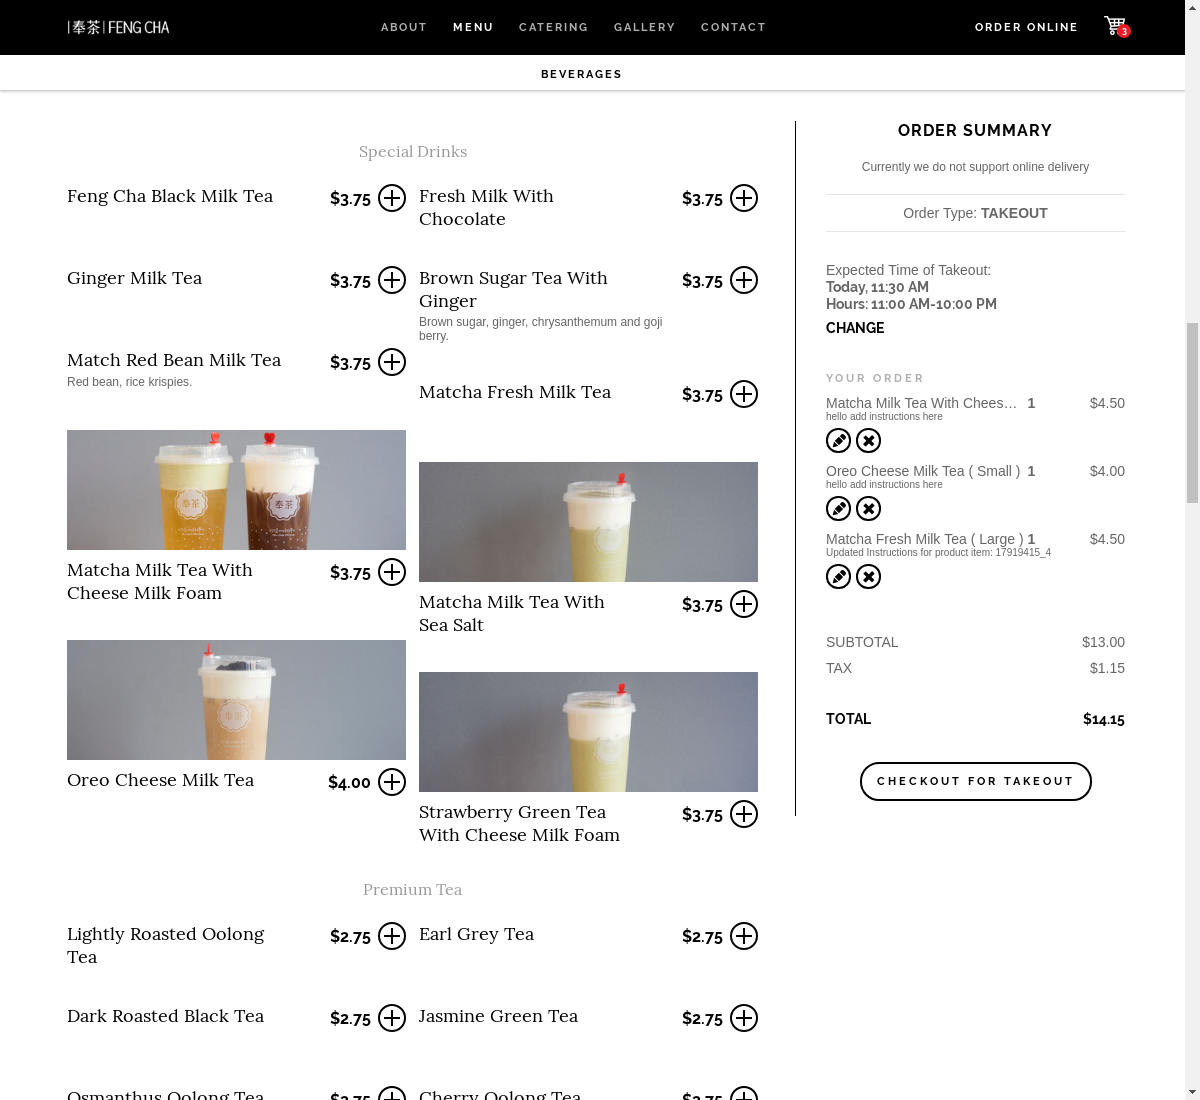 |奉茶| FENG CHA
ABOUT
MENU
CATERING
GALLERY
CONTACT
ORDER ONLINE
3
BEVERAGES
Special Drinks
Feng Cha Black Milk Tea
$3.75
Fresh Milk With
Chocolate
$3.75
Ginger Milk Tea
$3.75
Brown Sugar Tea With
Ginger
$3.75
Brown sugar, ginger, chrysanthemum and goji
berry.
Match Red Bean Milk Tea
$3.75
Red bean, rice krispies.
Matcha Fresh Milk Tea
$3.75
奉茶
奉茶
Matcha Milk Tea With
Cheese Milk Foam
$3.75
Matcha Milk Tea With
Sea Salt
$3.75
奉茶
Oreo Cheese Milk Tea
$4.00
Strawberry Green Tea
With Cheese Milk Foam
$3.75
Premium Tea
Lightly Roasted Oolong
Tea
$2.75
Earl Grey Tea
$2.75
Dark Roasted Black Tea
$2.75
Jasmine Green Tea
$2.75
Osmanthus Oolong Tea
Cherry Oolong Tea
ORDER SUMMARY
Currently we do not support online delivery
Order Type: TAKEOUT
Expected Time of Takeout:
Today, 11:30 AM
Hours: 11:00 AM-10:00 PM
CHANGE
YOUR ORDER
Matcha Milk Tea With Chees… 1 $4.50
hello add instructions here
Oreo Cheese Milk Tea ( Small ) 1 $4.00
hello add instructions here
Matcha Fresh Milk Tea ( Large ) 1 $4.50
Updated Instructions for product item: 17919415_4
SUBTOTAL $13.00
TAX $1.15
TOTAL $14.15
CHECKOUT FOR TAKEOUT